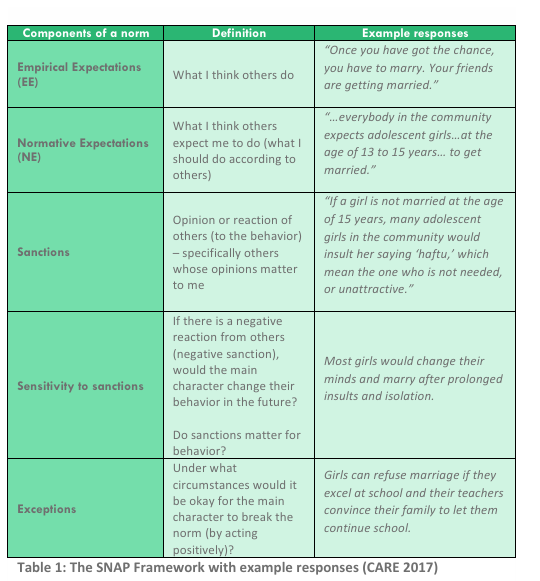 Components of a norm Definition Example responses
Empirical Expectations
(EE)
What I think others do
“Once you have got the chance,
you have to marry. Your friends
are getting married.”
Normative Expectations
(NE)
What I think others
expect me to do (what I
should do according to
others)
“…everybody in the community
expects adolescent girls…at the
age of 13 to 15 years… to get
married.”
Sanctions
Opinion or reaction of
others (to the behavior)
– specifically others
whose opinions matter
to me
“If a girl is not married at the age
of 15 years, many adolescent
girls in the community would
insult her saying ‘haftu,’ which
mean the one who is not needed,
or unattractive.”
Sensitivity to sanctions
If there is a negative
reaction from others
(negative sanction),
would the main
character change their
behavior in the future?
Do sanctions matter for
behavior?
Most girls would change their
minds and marry after prolonged
insults and isolation.
Exceptions
Under what
circumstances would it
be okay for the main
character to break the
norm (by acting
positively)?
Girls can refuse marriage if they
excel at school and their teachers
convince their family to let them
continue school.
Table 1: The SNAP Framework with example responses (CARE 2017)